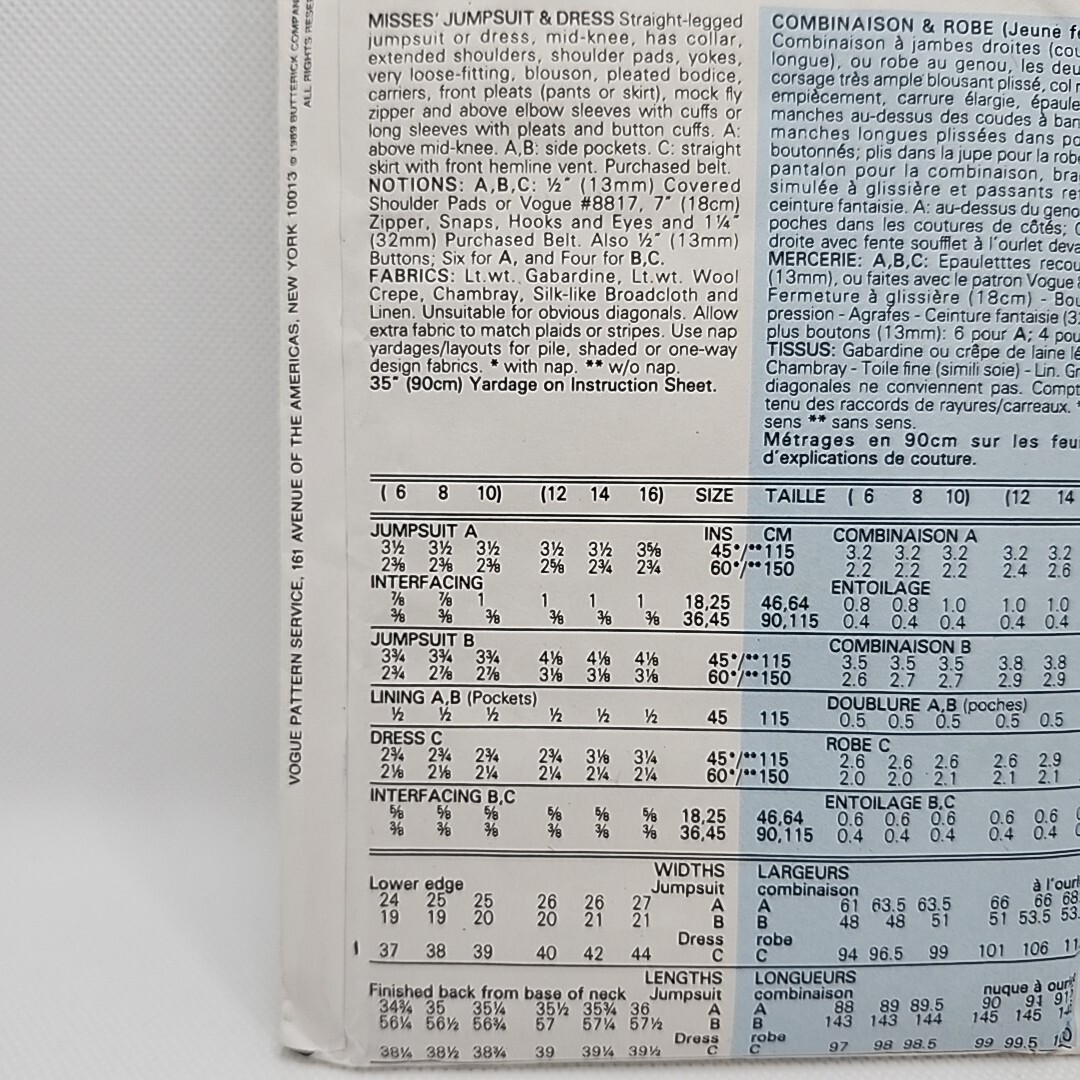 VOGUE PATTERN SERVICE, 161 AVENUE OF THE AMERICAS, NEW YORK 10013 © 1989 BUTTERICK COMPAN
ALL RIGHTS RESE
MISSES' JUMPSUIT & DRESS Straight-legged
jumpsuit or dress, mid-knee, has collar,
extended shoulders, shoulder pads, yokes,
very loose-fitting, blouson, pleated bodice,
carriers, front pleats (pants or skirt), mock fly
zipper and above elbow sleeves with cuffs or
long sleeves with pleats and button cuffs. A:
above mid-knee. A,B: side pockets. C: straight
skirt with front hemline vent. Purchased belt.
NOTIONS: A,B,C: ½" (13mm) Covered
Shoulder Pads or Vogue #8817, 7" (18cm)
Zipper, Snaps, Hooks and Eyes and 1¼"
(32mm) Purchased Belt. Also ½" (13mm)
Buttons; Six for A, and Four for B,C.
FABRICS: Lt.wt. Gabardine, Lt.wt. Wool
Crepe, Chambray, Silk-like Broadcloth and
Linen. Unsuitable for obvious diagonals. Allow
extra fabric to match plaids or stripes. Use nap
yardages/layouts for pile, shaded or one-way
design fabrics. * with nap. ** w/o nap.
35" (90cm) Yardage on Instruction Sheet.
COMBINAISON & ROBE (Jeune fe
Combinaison à jambes droites (cou
longue), ou robe au genou, les deu
corsage très ample blousant plissé, col
empiècement, carrure élargie, épaule
manches au-dessus des coudes à ban
manches longues plissées dans po
boutonnés; plis dans la jupe pour la robe
pantalon pour la combinaison, bra
simulée à glissière et passants re
ceinture fantaisie. A: au-dessus du geno
poches dans les coutures de côtés; C
droite avec fente soufflet à l'ourlet deva
MERCERIE: A,B,C: Epauletttes recou
(13mm), ou faites avec le patron Vogue
Fermeture à glissière (18cm) - Bou
pression - Agrafes - Ceinture fantaisie (3
plus boutons (13mm): 6 pour A; 4 pou
TISSUS: Gabardine ou crêpe de laine lé
Chambray - Toile fine (simili soie) - Lin. Gr
diagonales ne conviennent pas. Compt
tenu des raccords de rayures/carreaux. *
sens ** sans sens.
Métrages en 90cm sur les feui
d'explications de couture.
( 6 8 10) (12 14 16) SIZE TAILLE ( 6 8 10) (12 14
JUMPSUIT A INS CM COMBINAISON A
3½ 3½ 3½ 3½ 3½ 3⅝ 45*/**115 3.2 3.2 3.2 3.2 3.2
2⅜ 2⅜ 2⅜ 2⅝ 2¾ 2¾ 60*/**150 2.2 2.2 2.2 2.4 2.6
INTERFACING ENTOILAGE
⅞ ⅞ 1 1 1 1 18,25 46,64 0.8 0.8 1.0 1.0 1.0
⅜ ⅜ ⅜ ⅜ ⅜ ⅜ 36,45 90,115 0.4 0.4 0.4 0.4 0.4
JUMPSUIT B COMBINAISON B
3¾ 3¾ 3¾ 4⅛ 4⅛ 4⅛ 45*/**115 3.5 3.5 3.5 3.8 3.8
2¾ 2⅞ 2⅞ 3⅛ 3⅛ 3⅛ 60*/**150 2.6 2.7 2.7 2.9 2.9
LINING A,B (Pockets) DOUBLURE A,B (poches)
½ ½ ½ ½ ½ ½ 45 115 0.5 0.5 0.5 0.5 0.5
DRESS C ROBE C
2¾ 2¾ 2¾ 2¾ 3⅛ 3¼ 45*/**115 2.6 2.6 2.6 2.6 2.9
2⅛ 2⅛ 2¼ 2¼ 2¼ 2¼ 60*/**150 2.0 2.0 2.1 2.1 2.1
INTERFACING B,C ENTOILAGE B,C
⅝ ⅝ ⅝ ⅝ ⅝ ⅝ 18,25 46,64 0.6 0.6 0.6 0.6 0.6
⅜ ⅜ ⅜ ⅜ ⅜ ⅜ 36,45 90,115 0.4 0.4 0.4 0.4 0.4
WIDTHS LARGEURS
Lower edge Jumpsuit combinaison à l'ourl
24 25 25 26 26 27 A A 61 63.5 63.5 66 66 68
19 19 20 20 21 21 B B 48 48 51 51 53.5 53.
Dress robe
37 38 39 40 42 44 C C 94 96.5 99 101 106 11
LENGTHS LONGUEURS
Finished back from base of neck Jumpsuit combinaison nuque à ourl
34¾ 35 35¼ 35½ 35¾ 36 A A 88 89 89.5 90 91 91
56¼ 56½ 56¾ 57 57¼ 57½ B B 143 143 144 145 145
Dress robe
38¼ 38½ 38¾ 39 39¼ 39½ C C 97 98 98.5 99 99.5